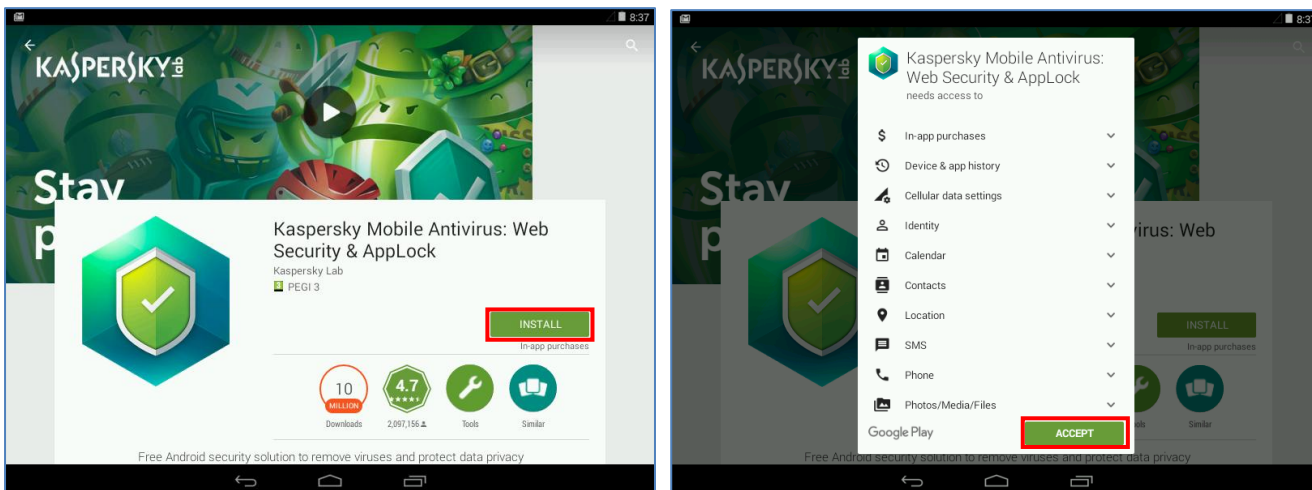 8:37
KASPERSKY lab
Stay
p
Kaspersky Mobile Antivirus: Web
Security & AppLock
Kaspersky Lab
3 PEGI 3
INSTALL
In-app purchases
10
MILLION
4.7
Downloads
2,097,156
Tools
Similar
Free Android security solution to remove viruses and protect data privacy
8:37
KASPERSKY lab
Stay
p
Kaspersky Mobile Antivirus:
Web Security & AppLock
needs access to
In-app purchases
Device & app history
Cellular data settings
Identity
Calendar
Contacts
Location
SMS
Phone
Photos/Media/Files
Google Play
ACCEPT
virus: Web
INSTALL
In-app purchases
ols
Similar
Free Android security solution to remove viruses and protect data privacy